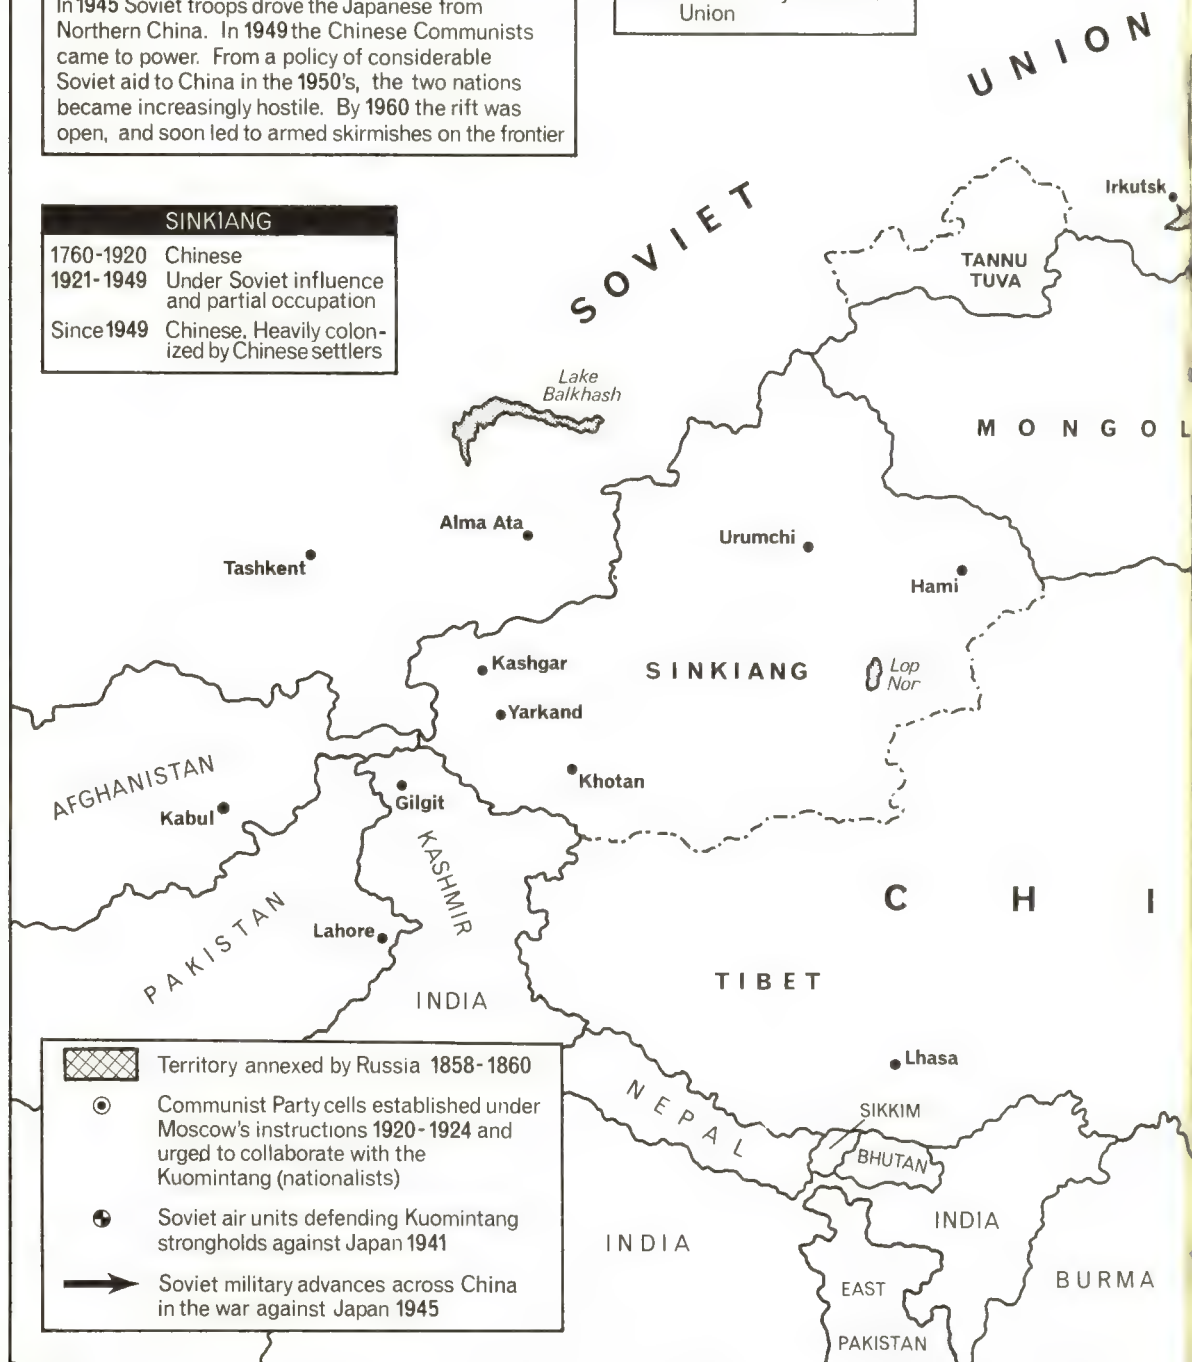 In 1945 Soviet troops drove the Japanese from
Northern China. In 1949 the Chinese Communists
came to power. From a policy of considerable
Soviet aid to China in the 1950's, the two nations
became increasingly hostile. By 1960 the rift was
open, and soon led to armed skirmishes on the frontier
Union
SOVIET
UNION
SINKIANG
1760-1920 Chinese
1921-1949 Under Soviet influence
and partial occupation
Since 1949 Chinese. Heavily colon-
ized by Chinese settlers
Irkutsk
TANNU
TUVA
Lake
Balkhash
MONGOL
Alma Ata
Urumchi
Tashkent
Hami
Kashgar
SINKIANG
Lop
Nor
Yarkand
AFGHANISTAN
Khotan
Gilgit
Kabul
KASHMIR
CHI
PAKISTAN
Lahore
TIBET
INDIA
Lhasa
NEPAL
SIKKIM
BHUTAN
INDIA
INDIA
BURMA
EAST
PAKISTAN
Territory annexed by Russia 1858-1860
Communist Party cells established under
Moscow's instructions 1920-1924 and
urged to collaborate with the
Kuomintang (nationalists)
Soviet air units defending Kuomintang
strongholds against Japan 1941
Soviet military advances across China
in the war against Japan 1945